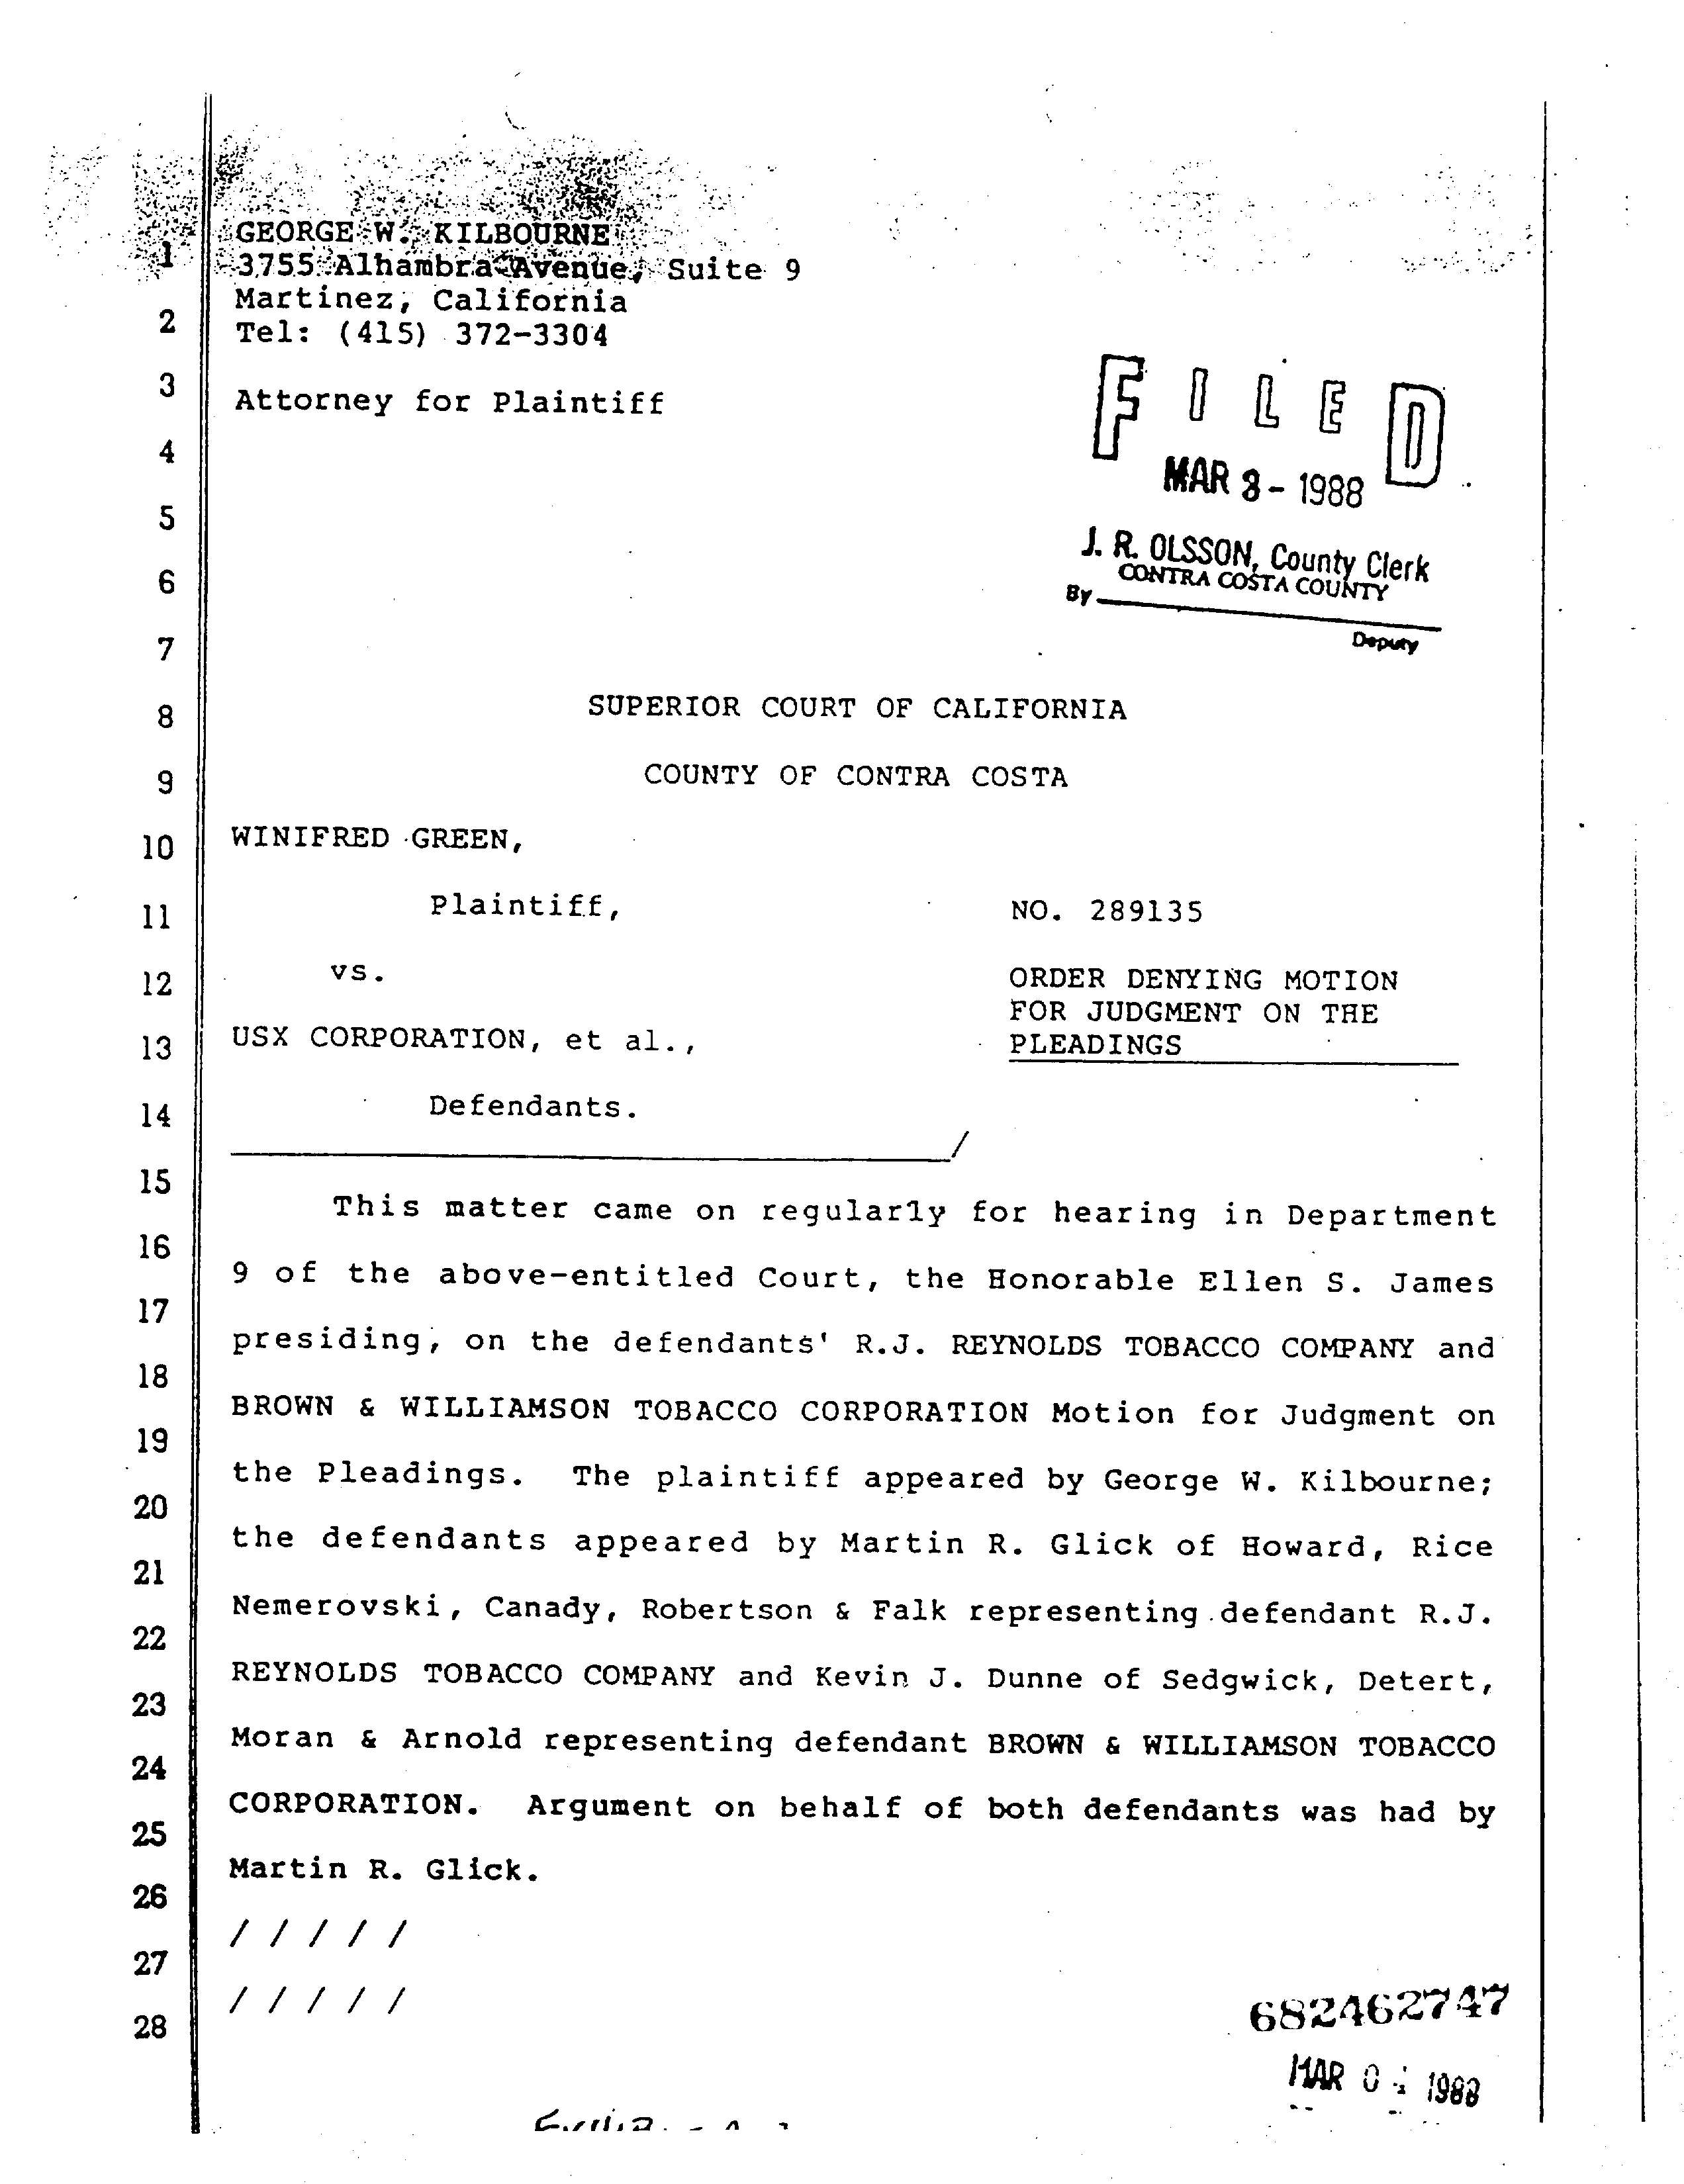 GEORGE W. KILBOURNE
1 3755 Alhambra Avenue, Suite 9
Martinez, California
2 Tel: (415) 372-3304
3 Attorney for Plaintiff
4
FILED
MAR 8 - 1988
5
J. R. OLSSON, County Clerk
CONTRA COSTA COUNTY
6 By
Deputy
7
8 SUPERIOR COURT OF CALIFORNIA
9 COUNTY OF CONTRA COSTA
10 WINIFRED GREEN,
11 Plaintiff, NO. 289135
12 vs. ORDER DENYING MOTION
FOR JUDGMENT ON THE
13 USX CORPORATION, et al., PLEADINGS
14 Defendants.
/
15
This matter came on regularly for hearing in Department
16
9 of the above-entitled Court, the Honorable Ellen S. James
17
presiding, on the defendants' R.J. REYNOLDS TOBACCO COMPANY and
18
BROWN & WILLIAMSON TOBACCO CORPORATION Motion for Judgment on
19
the Pleadings. The plaintiff appeared by George W. Kilbourne;
20
the defendants appeared by Martin R. Glick of Howard, Rice
21
Nemerovski, Canady, Robertson & Falk representing defendant R.J.
22
REYNOLDS TOBACCO COMPANY and Kevin J. Dunne of Sedgwick, Detert,
23
Moran & Arnold representing defendant BROWN & WILLIAMSON TOBACCO
24
CORPORATION. Argument on behalf of both defendants was had by
25
Martin R. Glick.
26
/ / / / /
27
/ / / / /
28
682462747
MAR 0 1988